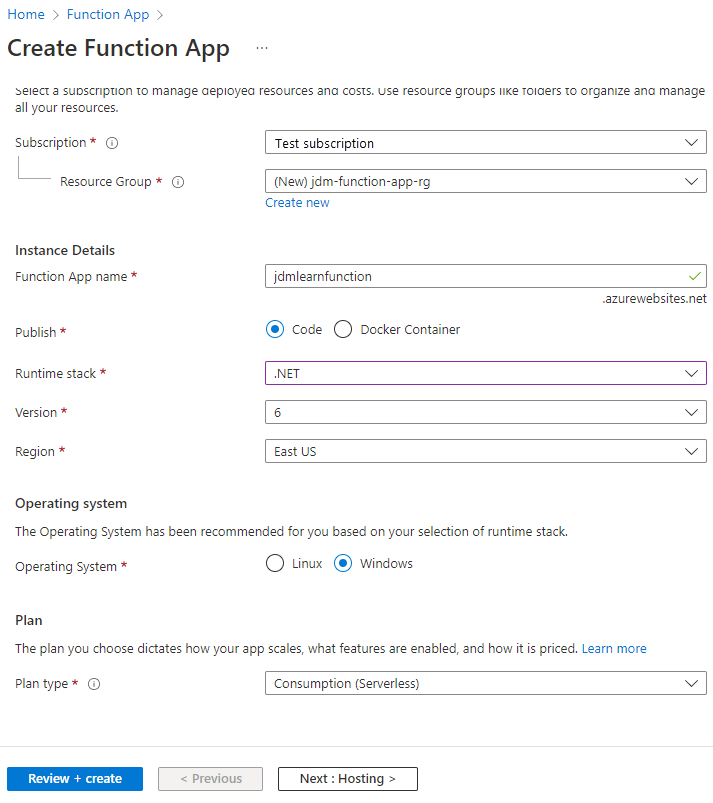 Home > Function App >
Create Function App ...
Select a subscription to manage deployed resources and costs. Use resource groups like folders to organize and manage
all your resources.
Subscription *
Test subscription
Resource Group *
(New) jdm-function-app-rg
Create new
Instance Details
Function App name *
jdmlearnfunction
.azurewebsites.net
Publish *
Code
Docker Container
Runtime stack *
.NET
Version *
6
Region *
East US
Operating system
The Operating System has been recommended for you based on your selection of runtime stack.
Operating System *
Linux
Windows
Plan
The plan you choose dictates how your app scales, what features are enabled, and how it is priced. Learn more
Plan type *
Consumption (Serverless)
Review + create
< Previous
Next : Hosting >